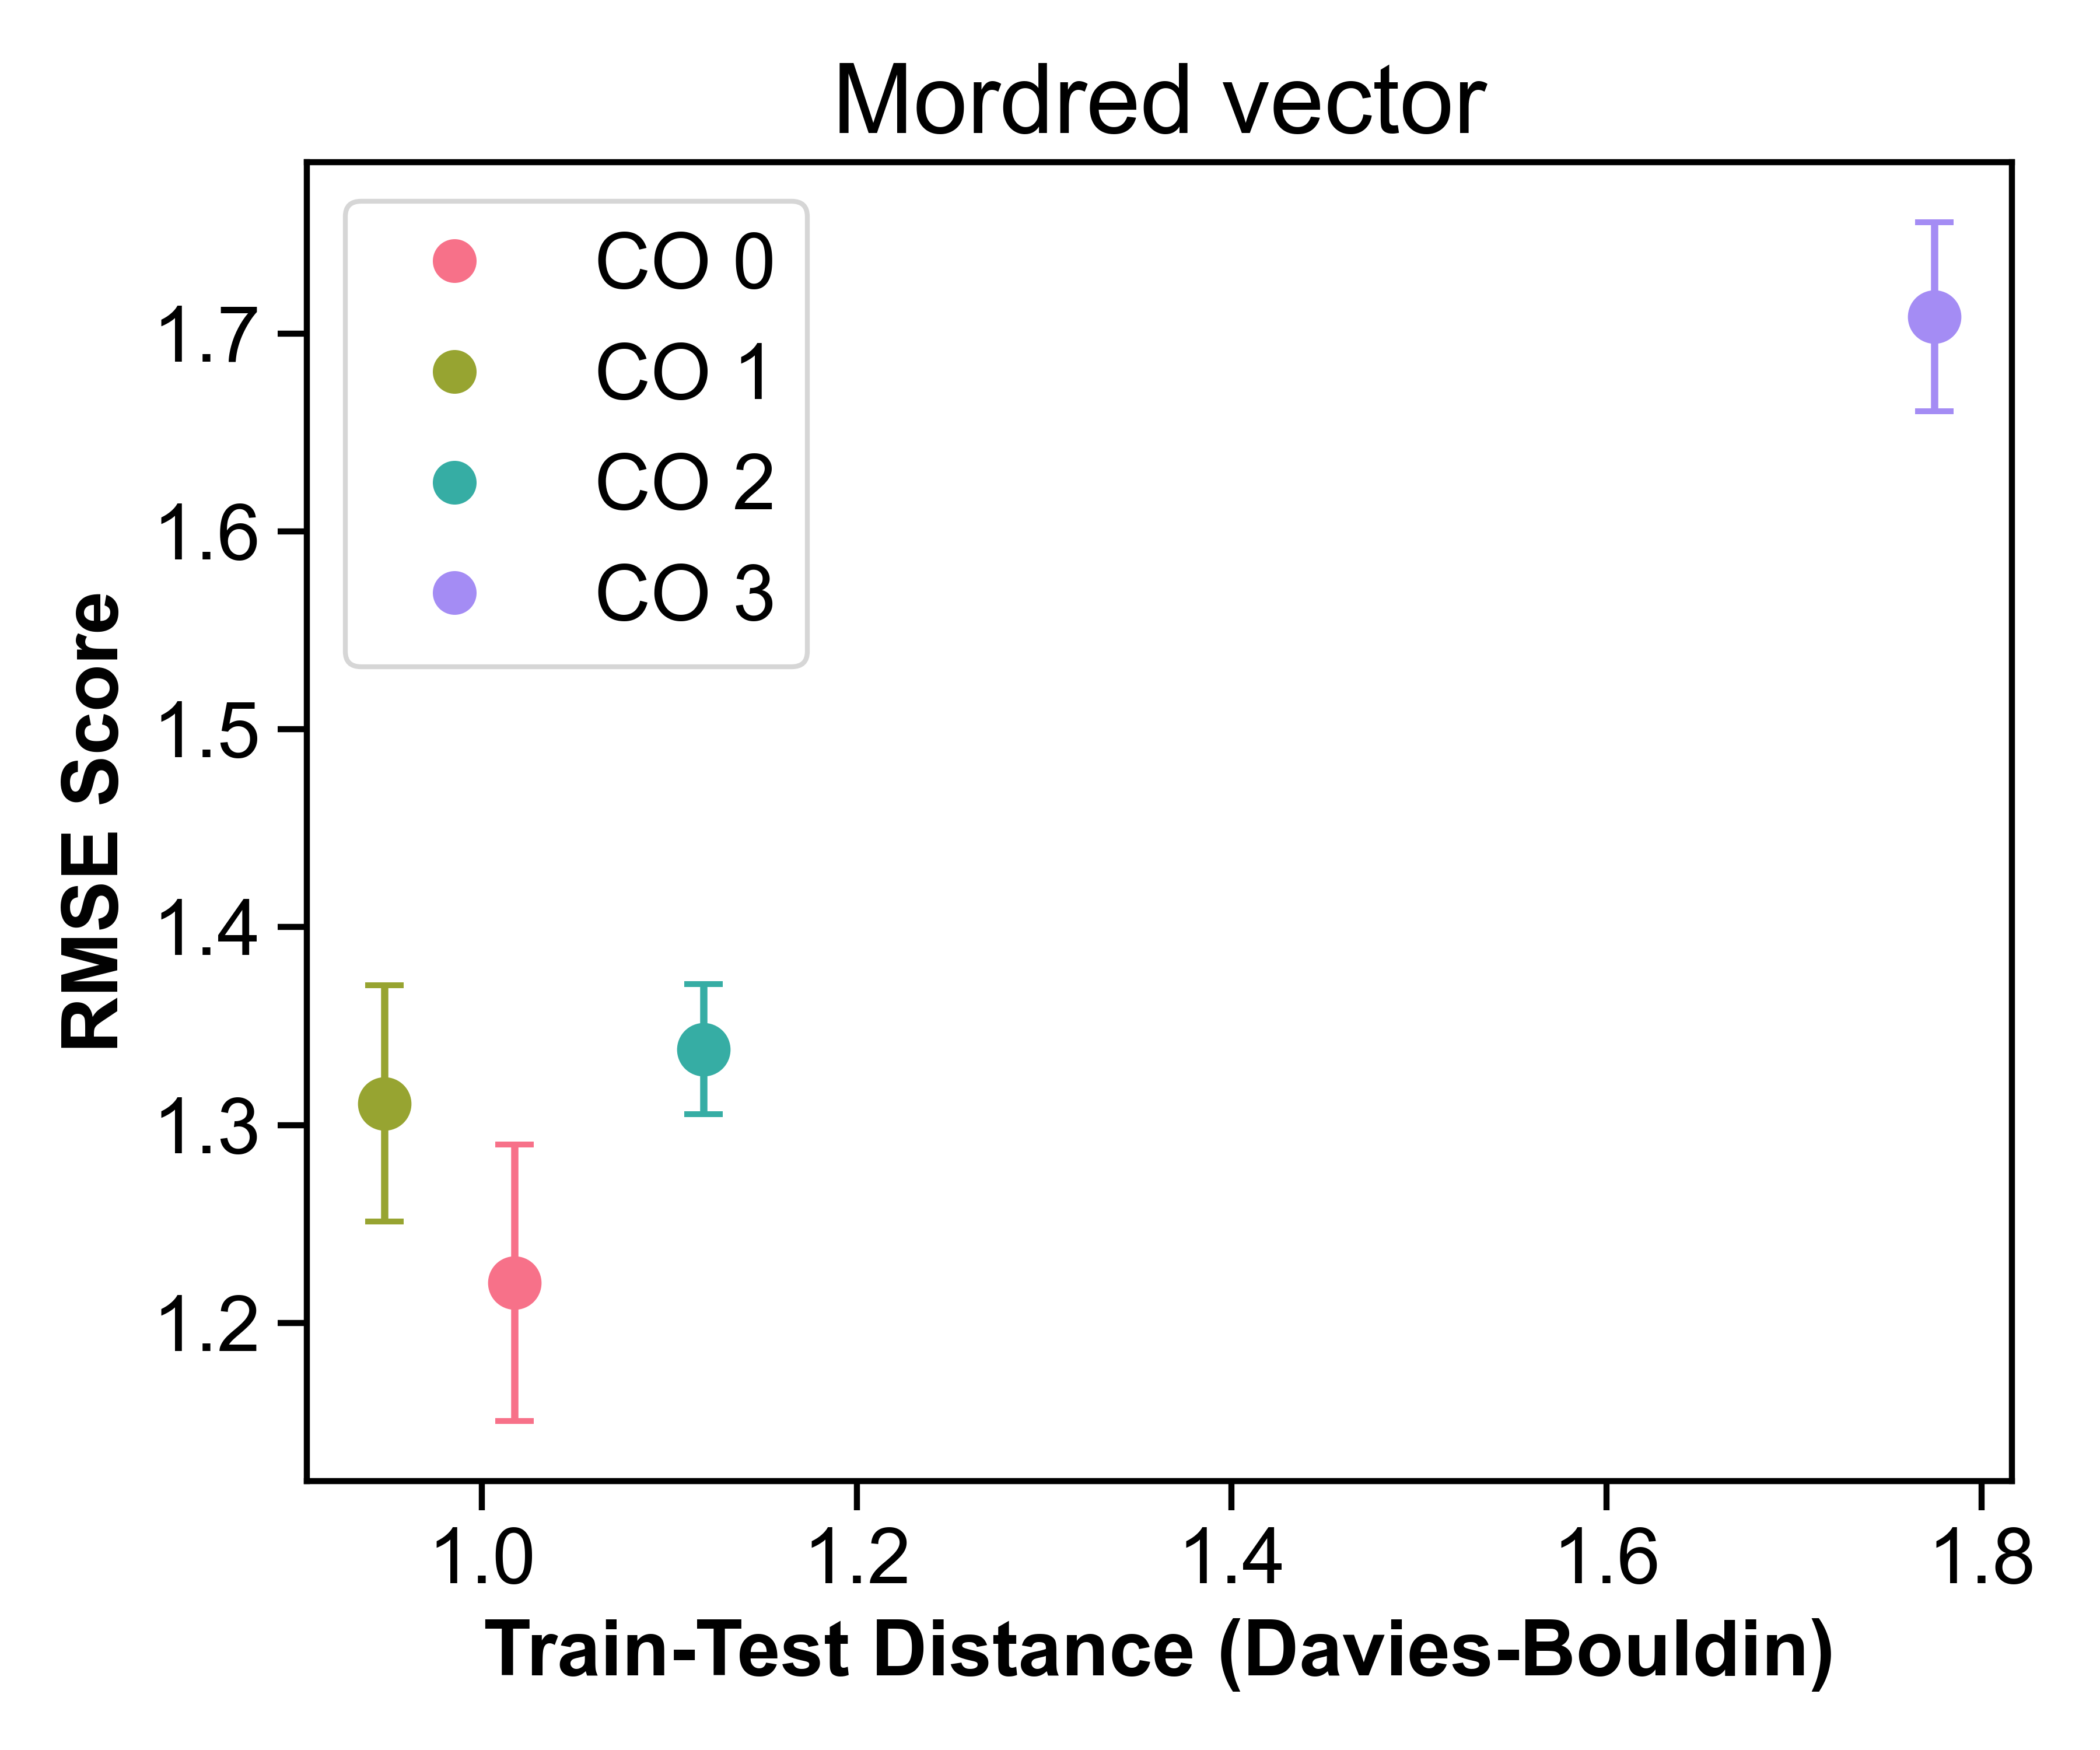 Mordred vector
CO 0
CO 1
CO 2
CO 3
RMSE Score
1.7
1.6
1.5
1.4
1.3
1.2
1.0 1.2 1.4 1.6 1.8
Train-Test Distance (Davies-Bouldin)